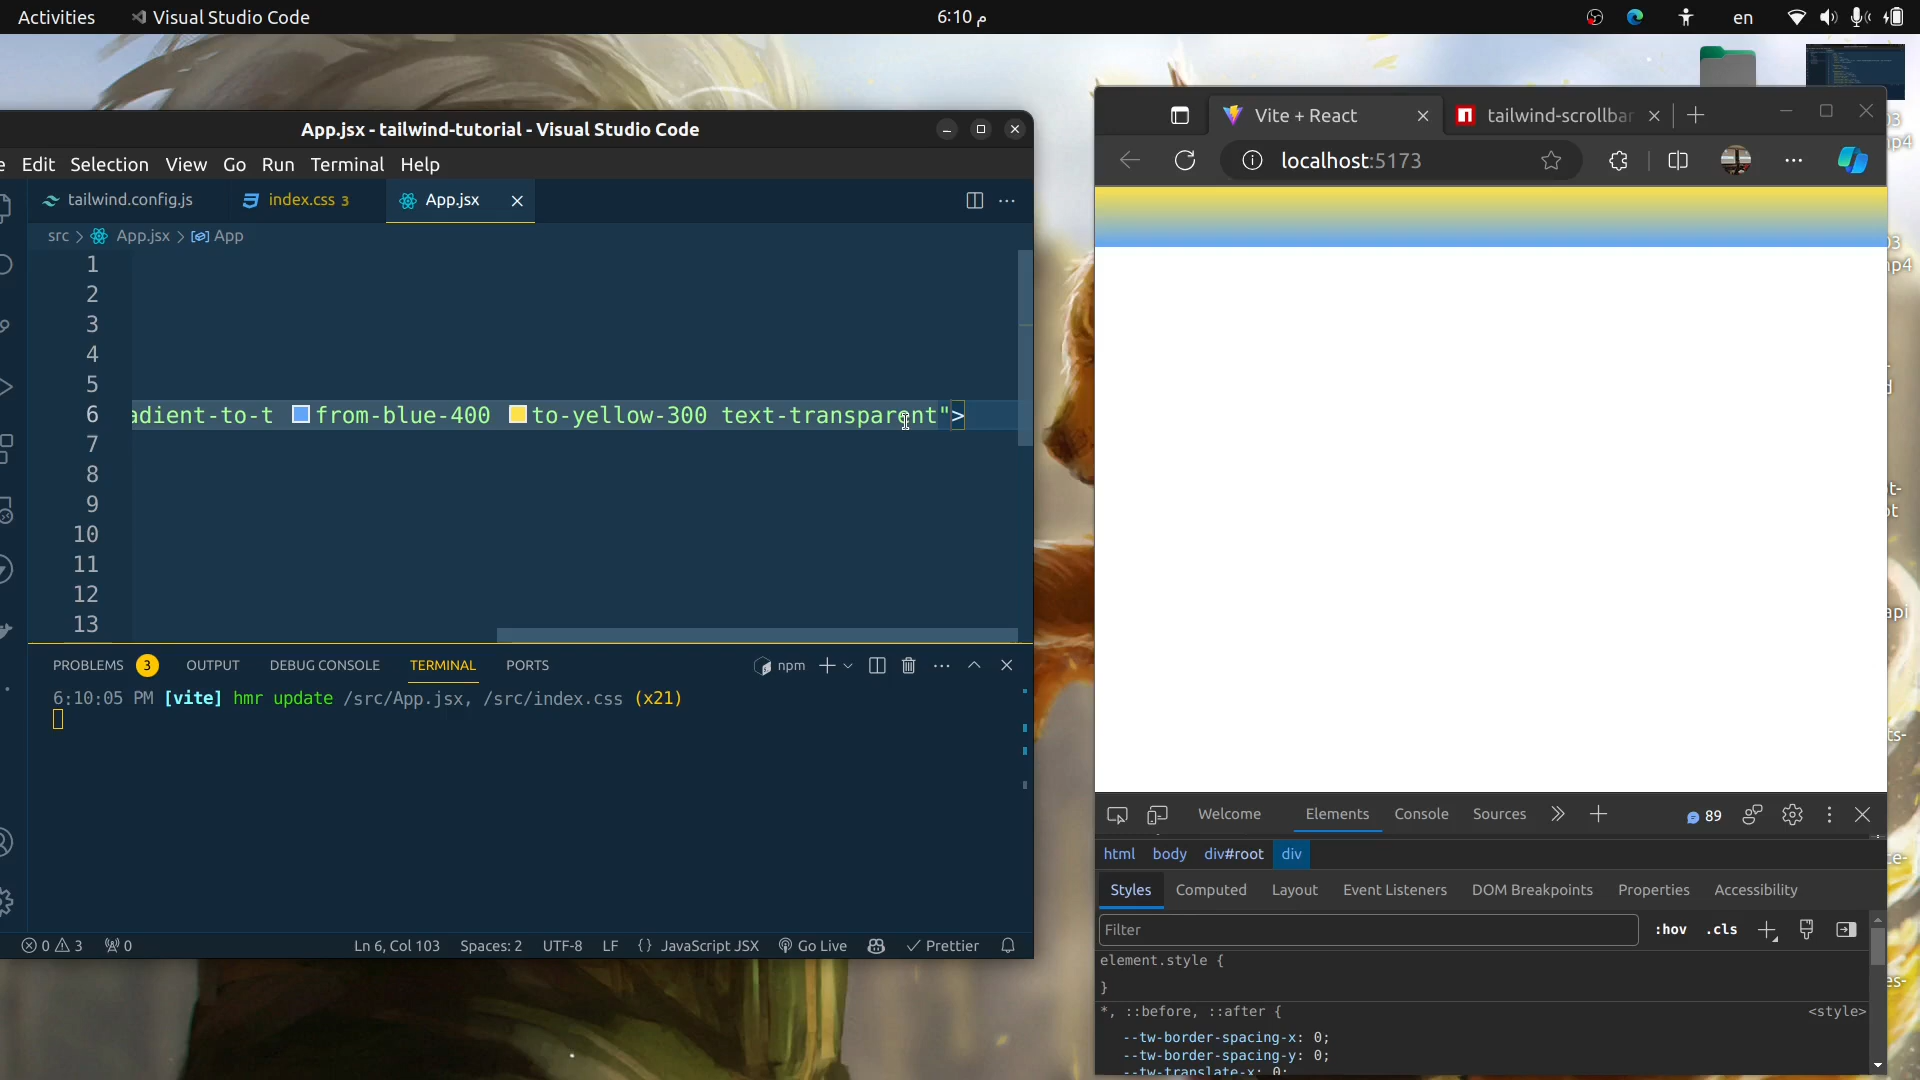 Activities
Visual Studio Code
6:10 م
en
App.jsx - tailwind-tutorial - Visual Studio Code
Edit Selection View Go Run Terminal Help
tailwind.config.js
index.css 3
App.jsx
src > App.jsx > App
1
2
3
4
5
6 adient-to-t from-blue-400 to-yellow-300 text-transparent">
7
8
9
10
11
12
13
PROBLEMS 3 OUTPUT DEBUG CONSOLE TERMINAL PORTS
npm
6:10:05 PM [vite] hmr update /src/App.jsx, /src/index.css (x21)
0 3 0 Ln 6, Col 103 Spaces: 2 UTF-8 LF {} JavaScript JSX Go Live Prettier
Vite + React
tailwind-scrollbar
localhost:5173
Welcome Elements Console Sources 89
html body div#root div
Styles Computed Layout Event Listeners DOM Breakpoints Properties Accessibility
Filter :hov .cls
element.style {
}
*, ::before, ::after { <style>
--tw-border-spacing-x: 0;
--tw-border-spacing-y: 0;
--tw-translate-x: 0;